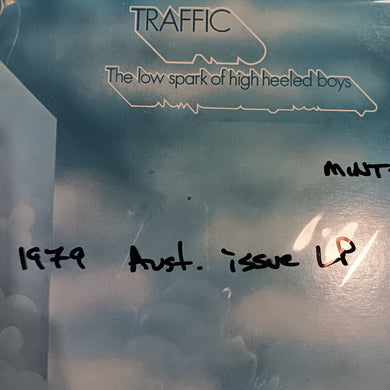 TRAFFIC
The low spark of high heeled boys
MINT-
1979 Aust. issue LP